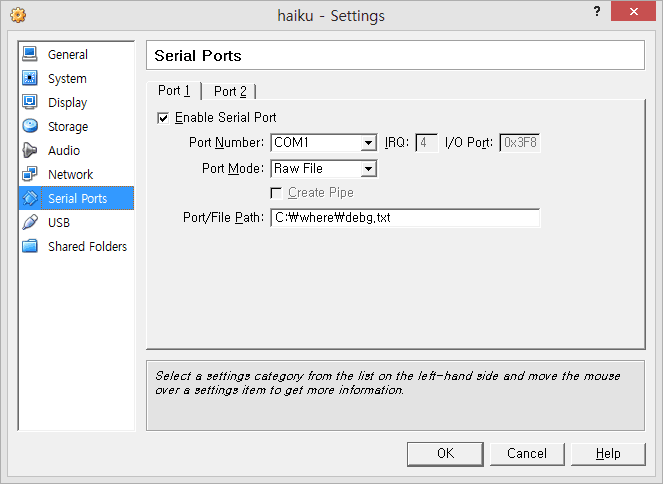 haiku - Settings
?
General
System
Display
Storage
Audio
Network
Serial Ports
USB
Shared Folders
Serial Ports
Port 1
Port 2
Enable Serial Port
Port Number: COM1 IRQ: 4 I/O Port: 0x3F8
Port Mode: Raw File
Create Pipe
Port/File Path: C:₩where₩debg.txt
Select a settings category from the list on the left-hand side and move the mouse
over a settings item to get more information.
OK Cancel Help